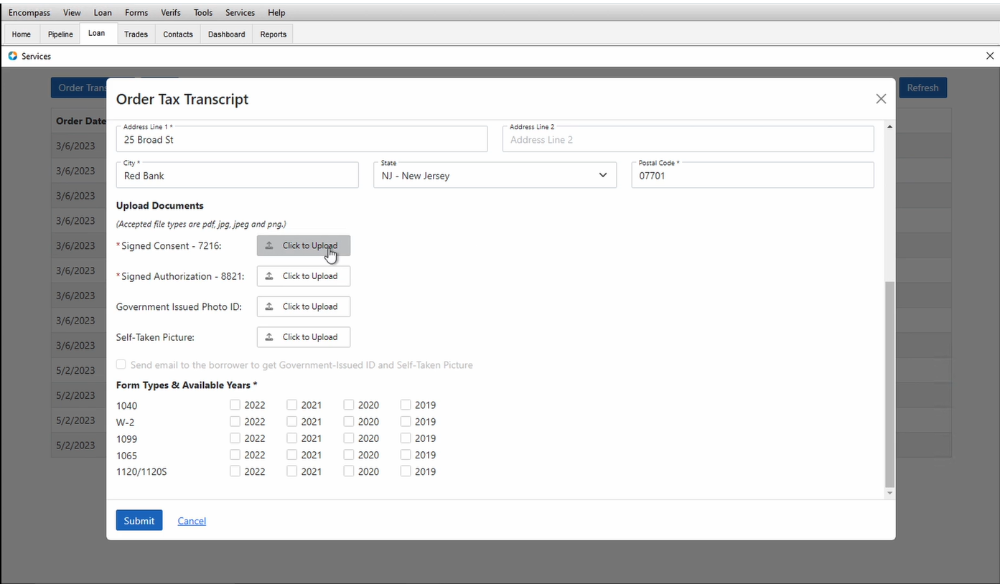 Encompass View Loan Forms Verifs Tools Services Help
Home Pipeline Loan Trades Contacts Dashboard Reports
Services
Order Trans
Refresh
Order Tax Transcript
Order Date
3/6/2023
3/6/2023
3/6/2023
3/6/2023
3/6/2023
3/6/2023
3/6/2023
3/6/2023
3/6/2023
5/2/2023
5/2/2023
5/2/2023
5/2/2023
Address Line 1 *
25 Broad St
Address Line 2
Address Line 2
City *
Red Bank
State
NJ - New Jersey
Postal Code *
07701
Upload Documents
(Accepted file types are pdf, jpg, jpeg and png.)
*Signed Consent - 7216: Click to Upload
*Signed Authorization - 8821: Click to Upload
Government Issued Photo ID: Click to Upload
Self-Taken Picture: Click to Upload
Send email to the borrower to get Government-Issued ID and Self-Taken Picture
Form Types & Available Years *
1040 2022 2021 2020 2019
W-2 2022 2021 2020 2019
1099 2022 2021 2020 2019
1065 2022 2021 2020 2019
1120/1120S 2022 2021 2020 2019
Submit Cancel